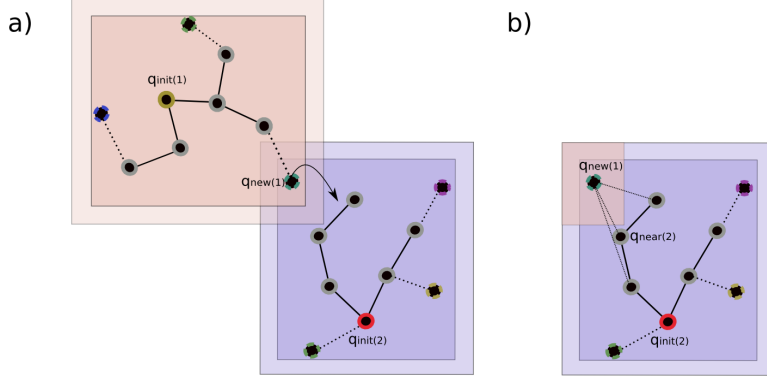 a)
qinit(1)
qnew(1)
qinit(2)
b)
qnew(1)
qnear(2)
qinit(2)